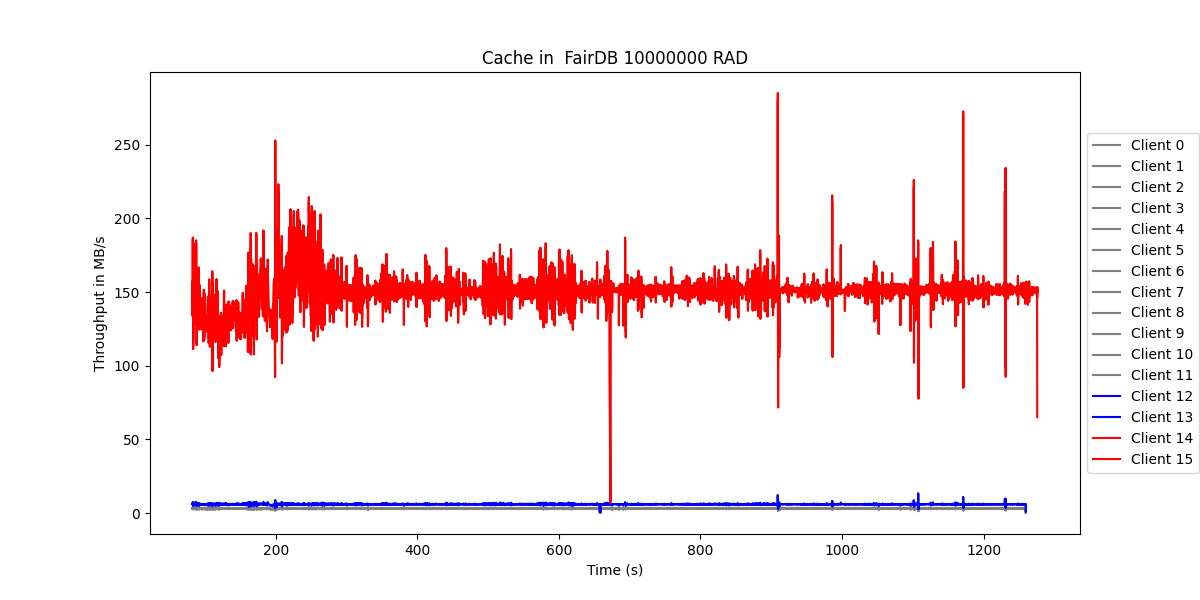 Cache in  FairDB 10000000 RAD
Throughput in MB/s
250
200
150
100
50
0
200
400
600
800
1000
1200
Time (s)
Client 0
Client 1
Client 2
Client 3
Client 4
Client 5
Client 6
Client 7
Client 8
Client 9
Client 10
Client 11
Client 12
Client 13
Client 14
Client 15